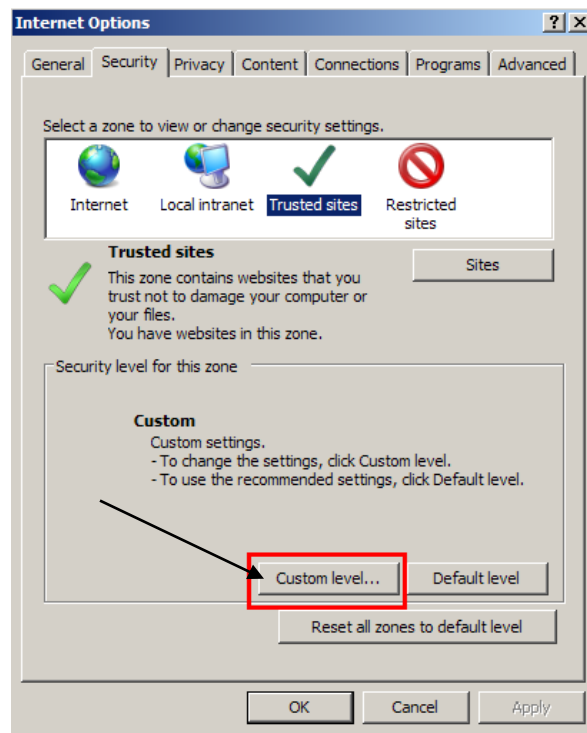 Internet Options
General Security Privacy Content Connections Programs Advanced
Select a zone to view or change security settings.
Internet Local intranet Trusted sites Restricted
sites
Trusted sites
Sites
This zone contains websites that you
trust not to damage your computer or
your files.
You have websites in this zone.
Security level for this zone
Custom
Custom settings.
- To change the settings, click Custom level.
- To use the recommended settings, click Default level.
Custom level... Default level
Reset all zones to default level
OK Cancel Apply